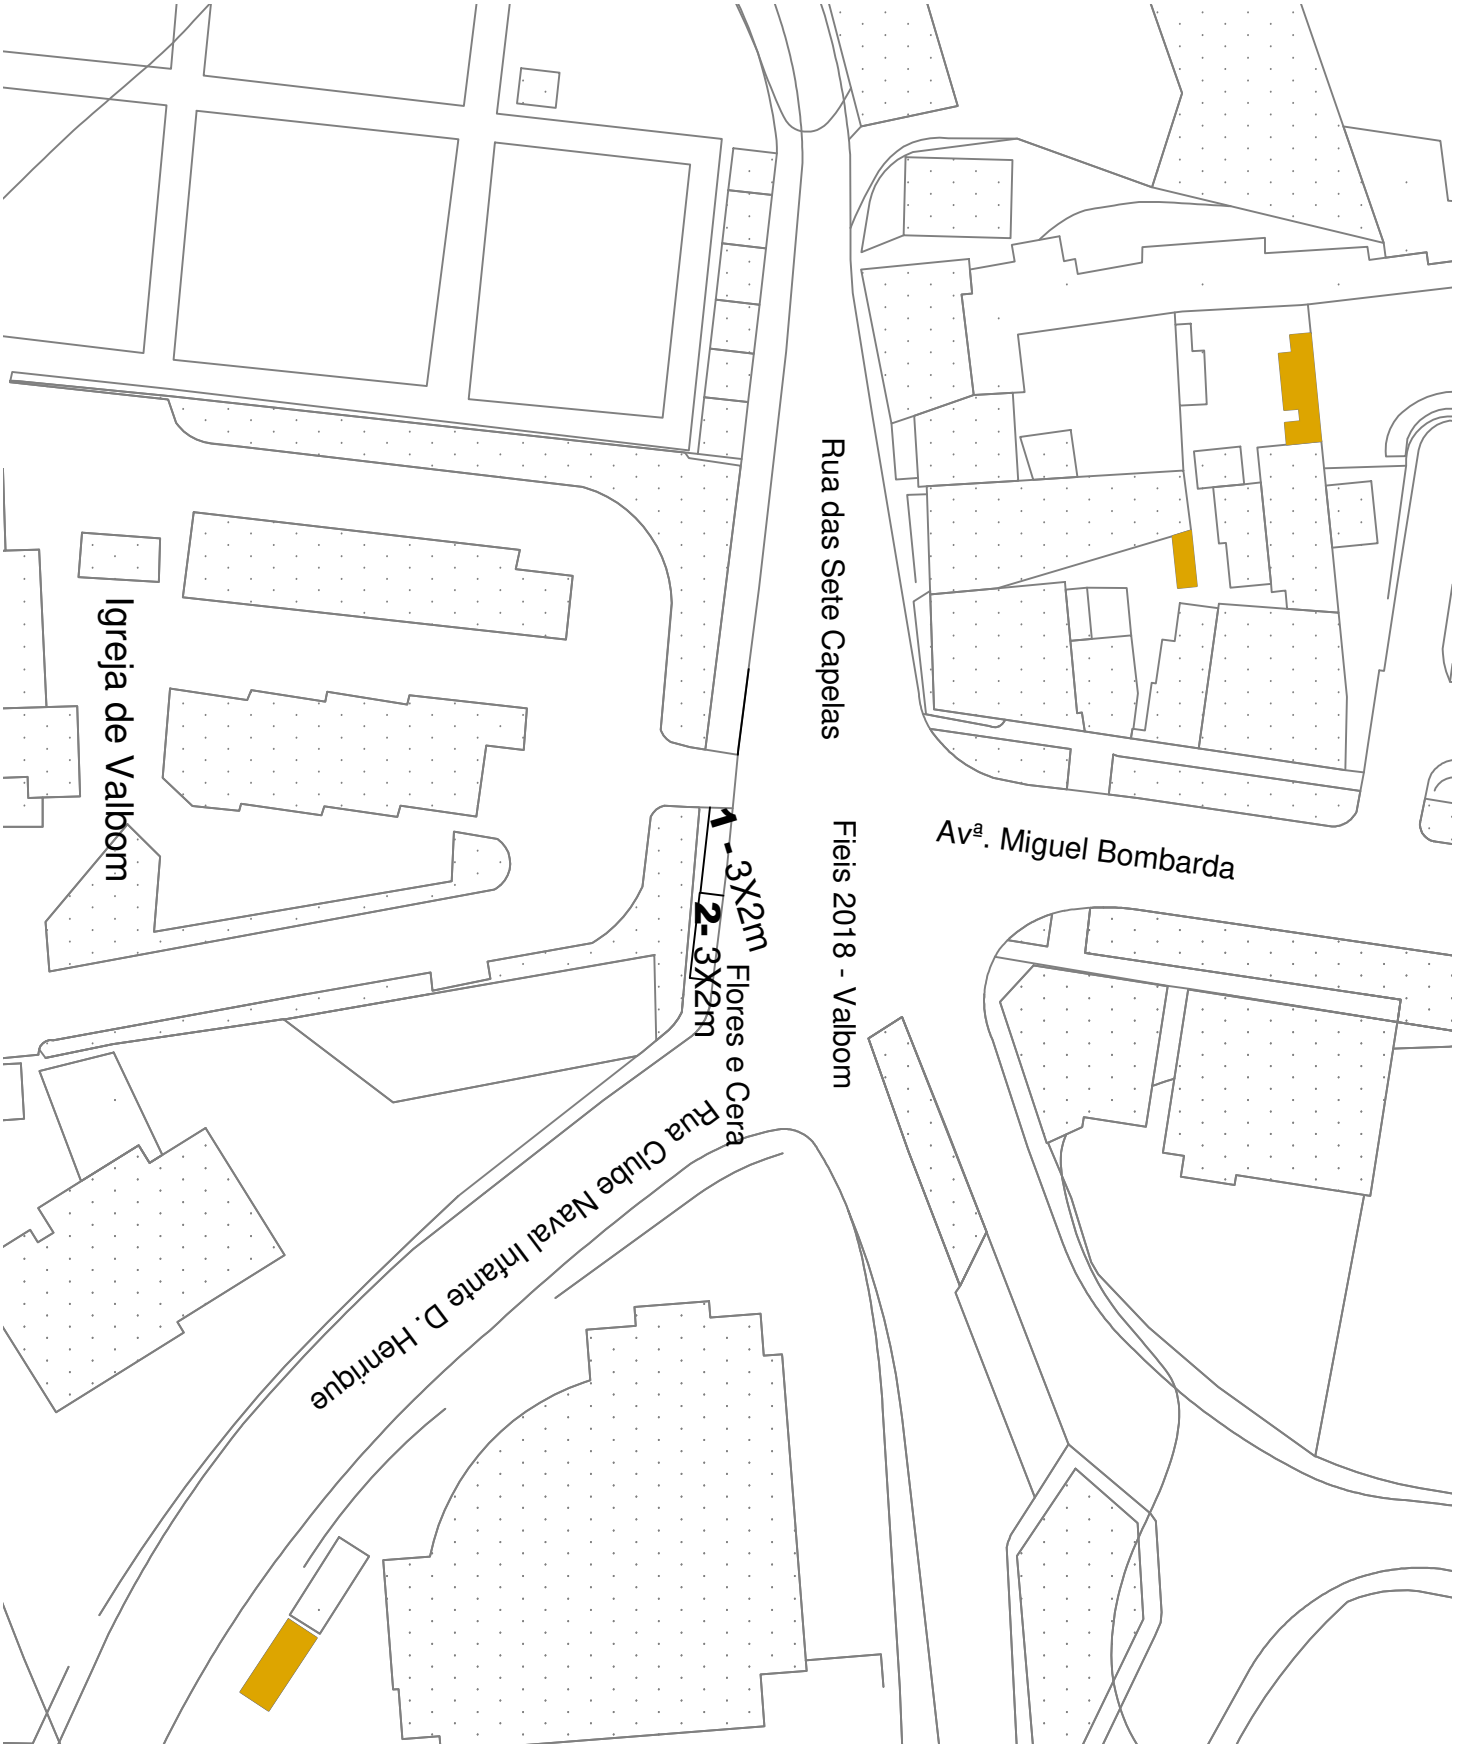 Rua das Sete Capelas
Igreja de Valbom
Fieis 2018 - Valbom
Avª. Miguel Bombarda
1 - 3X2m
2- 3X2m
Flores e Cera
Rua Clube Naval Infante D. Henrique